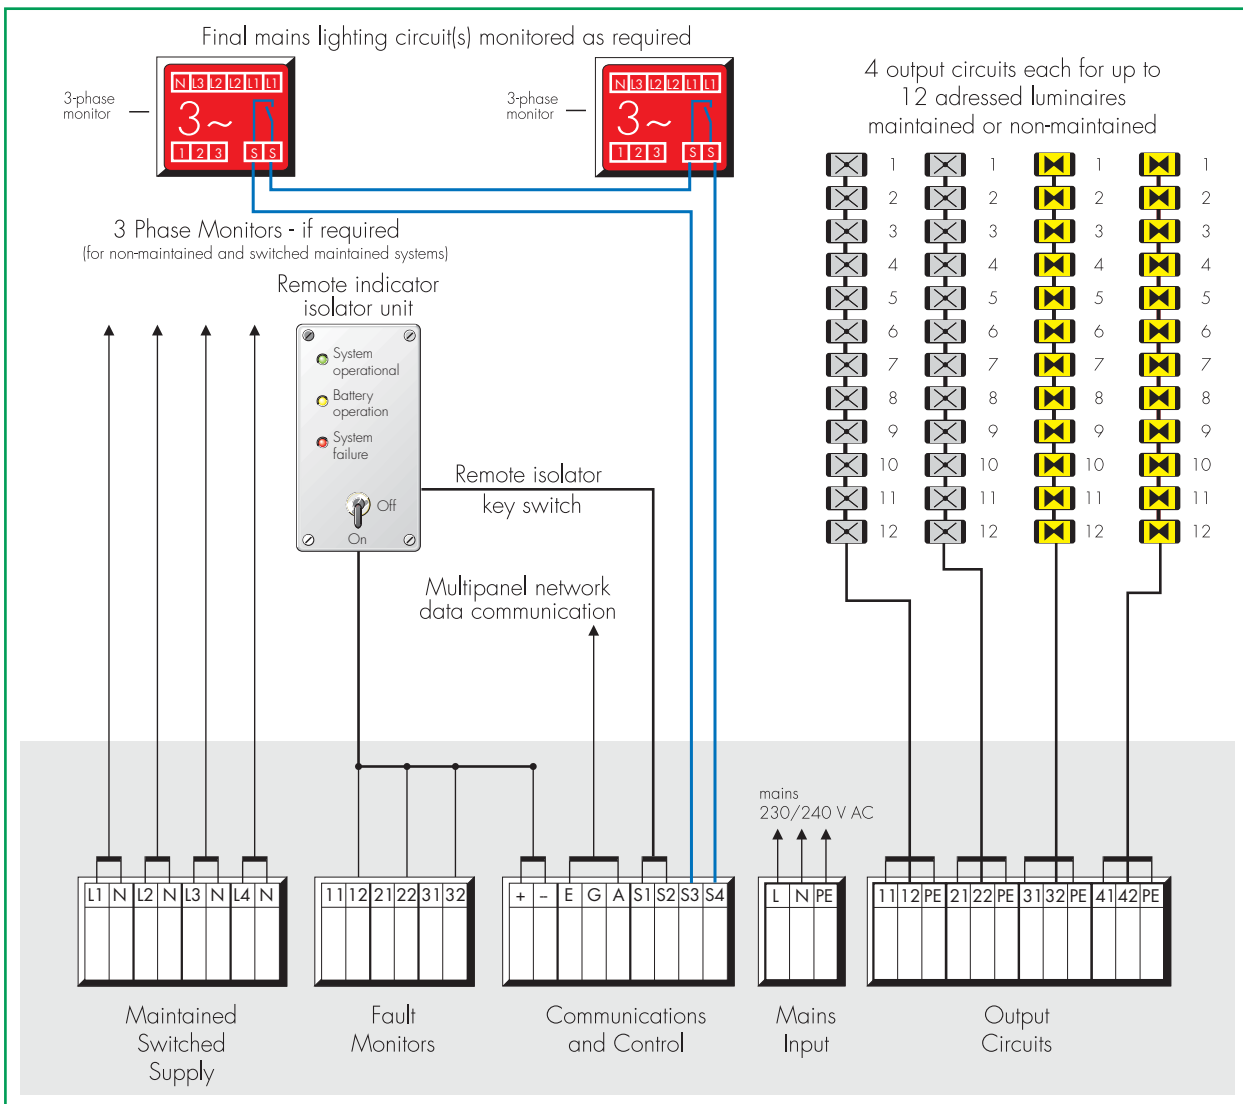 Final mains lighting circuit(s) monitored as required
3-phase
monitor
N L3 L2 L2 L1 L1
3~
1 2 3 S S
3-phase
monitor
N L3 L2 L2 L1 L1
3~
1 2 3 S S
4 output circuits each for up to
12 adressed luminaires
maintained or non-maintained
1 1 1 1
2 2 2 2
3 3 3 3
4 4 4 4
5 5 5 5
6 6 6 6
7 7 7 7
8 8 8 8
9 9 9 9
10 10 10 10
11 11 11 11
12 12 12 12
3 Phase Monitors - if required
(for non-maintained and switched maintained systems)
Remote indicator
isolator unit
System
operational
Battery
operation
System
failure
Off
On
Remote isolator
key switch
Multipanel network
data communication
mains
230/240 V AC
L1 N L2 N L3 N L4 N
11 12 21 22 31 32
+ – E G A S1 S2 S3 S4
L N PE
11 12 PE 21 22 PE 31 32 PE 41 42 PE
Maintained
Switched
Supply
Fault
Monitors
Communications
and Control
Mains
Input
Output
Circuits